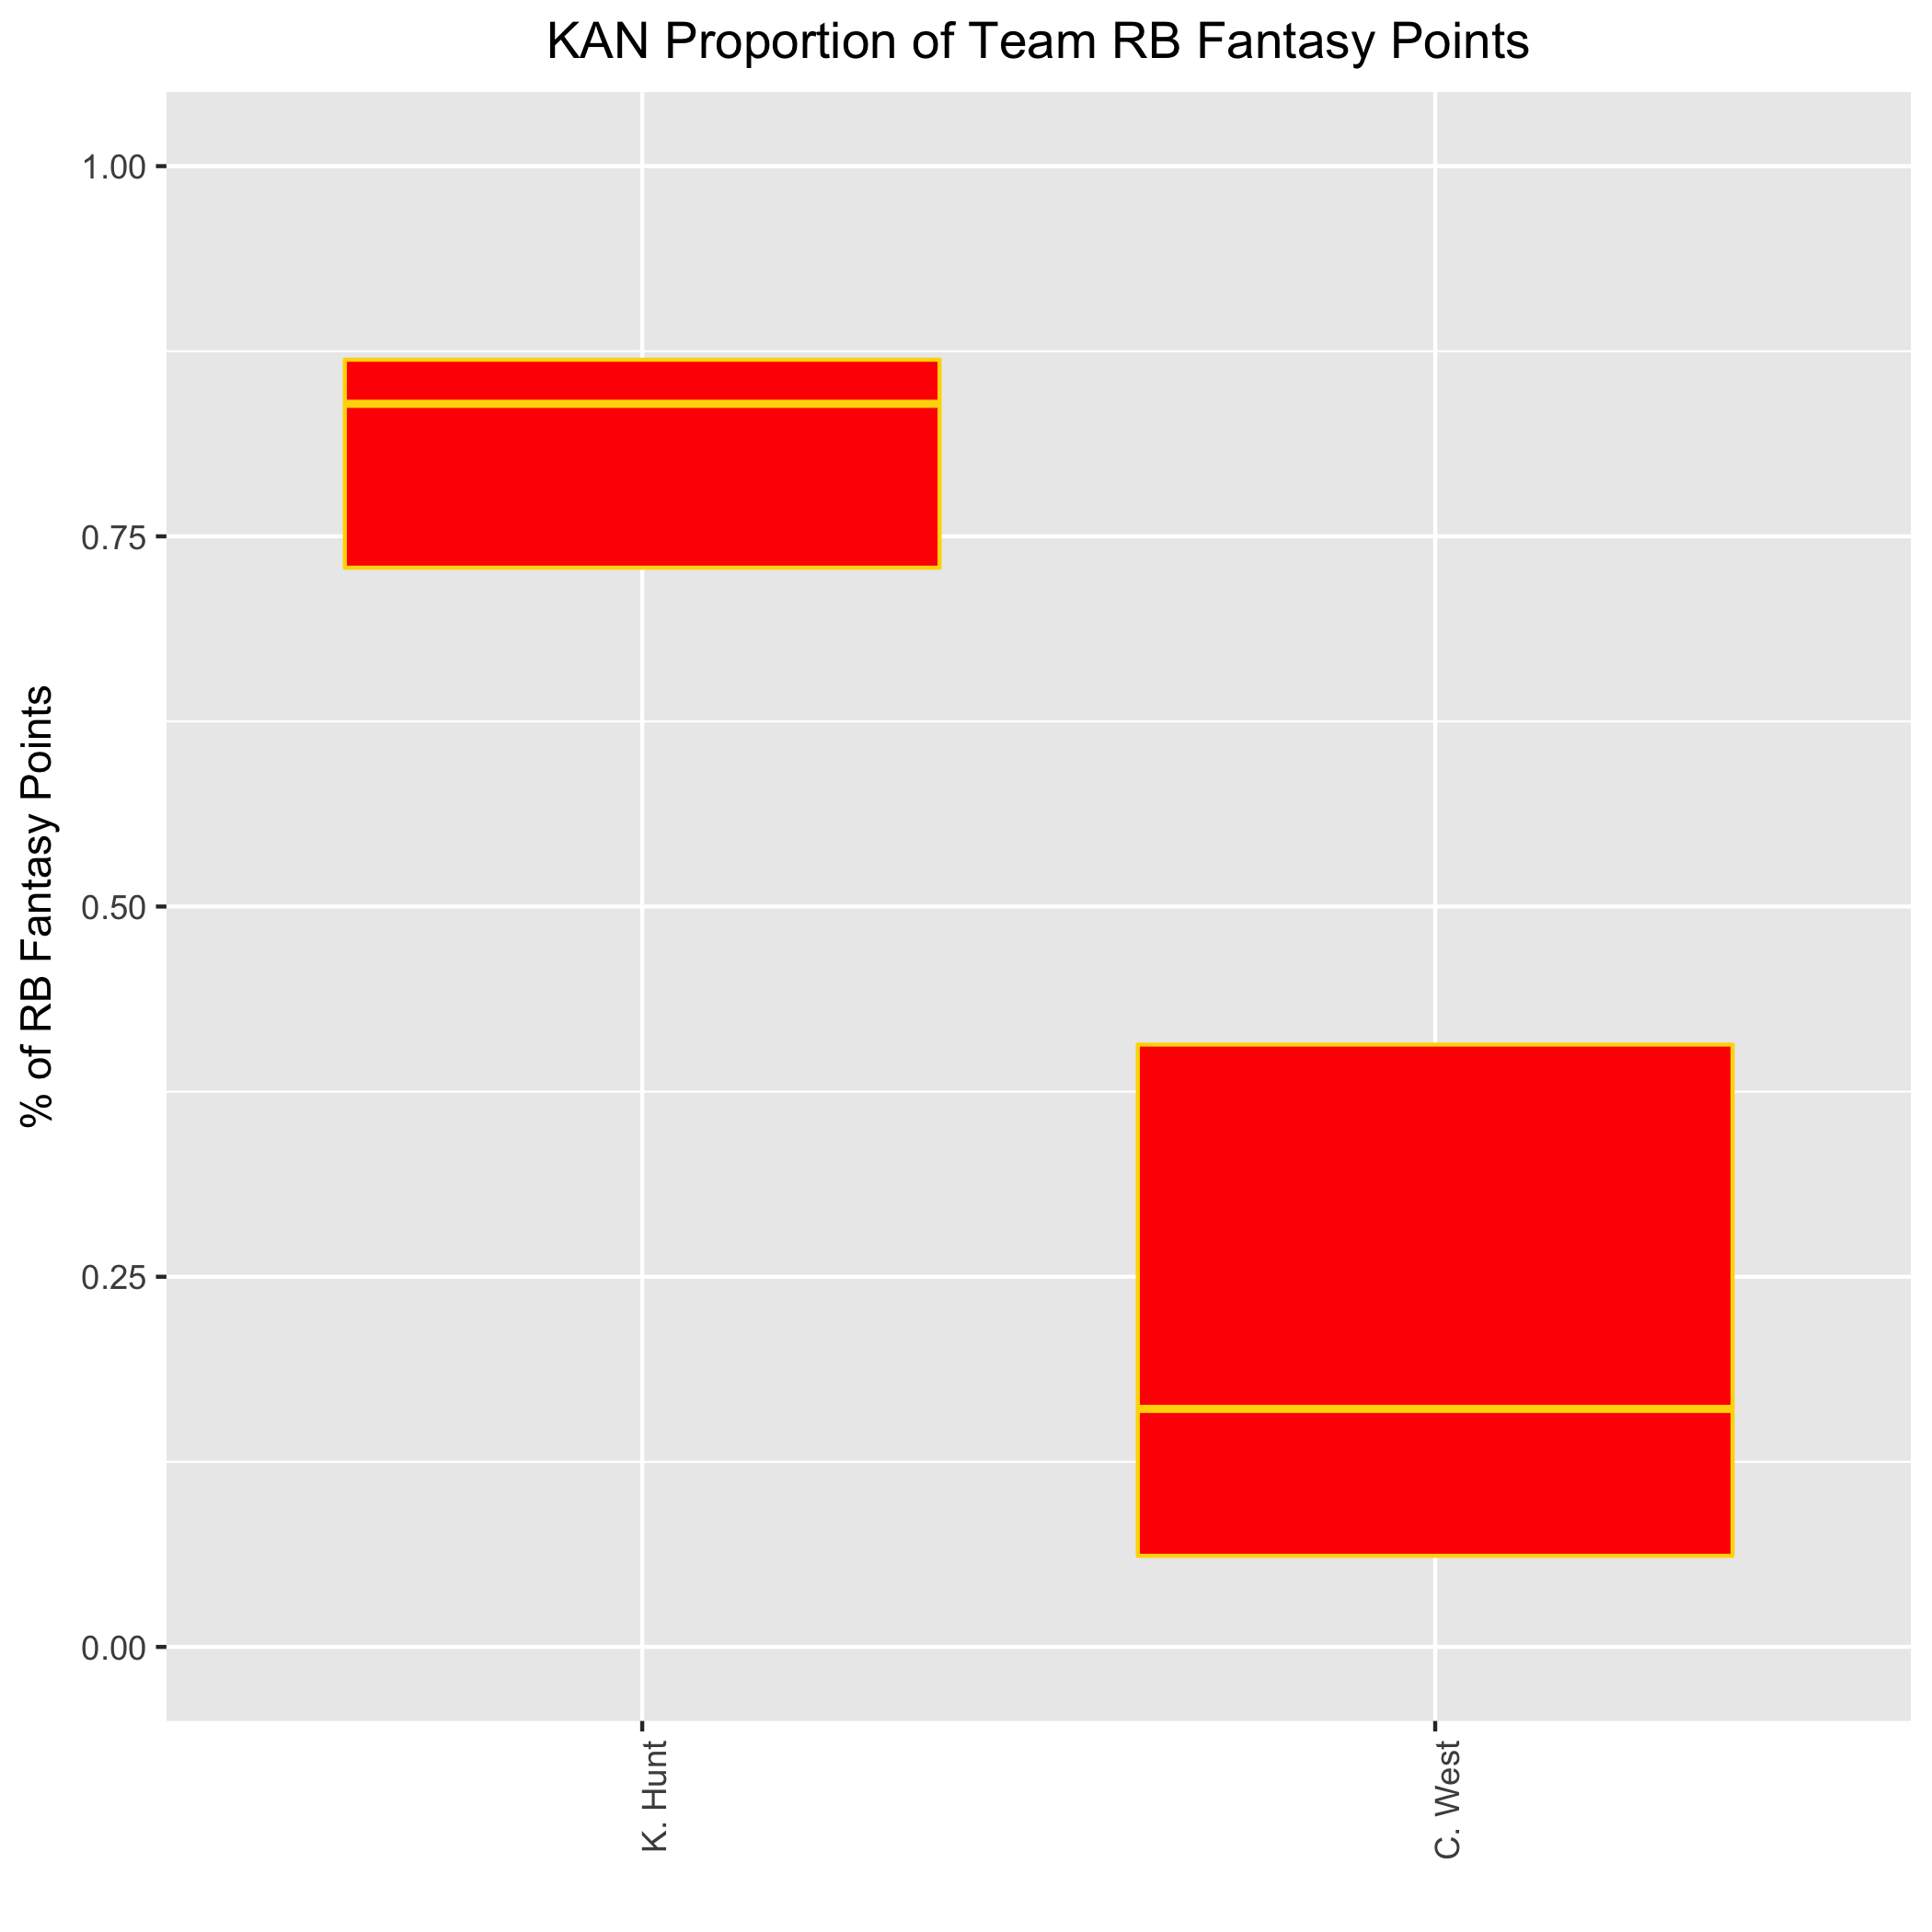 KAN Proportion of Team RB Fantasy Points
% of RB Fantasy Points
1.00
0.75
0.50
0.25
0.00
K. Hunt
C. West